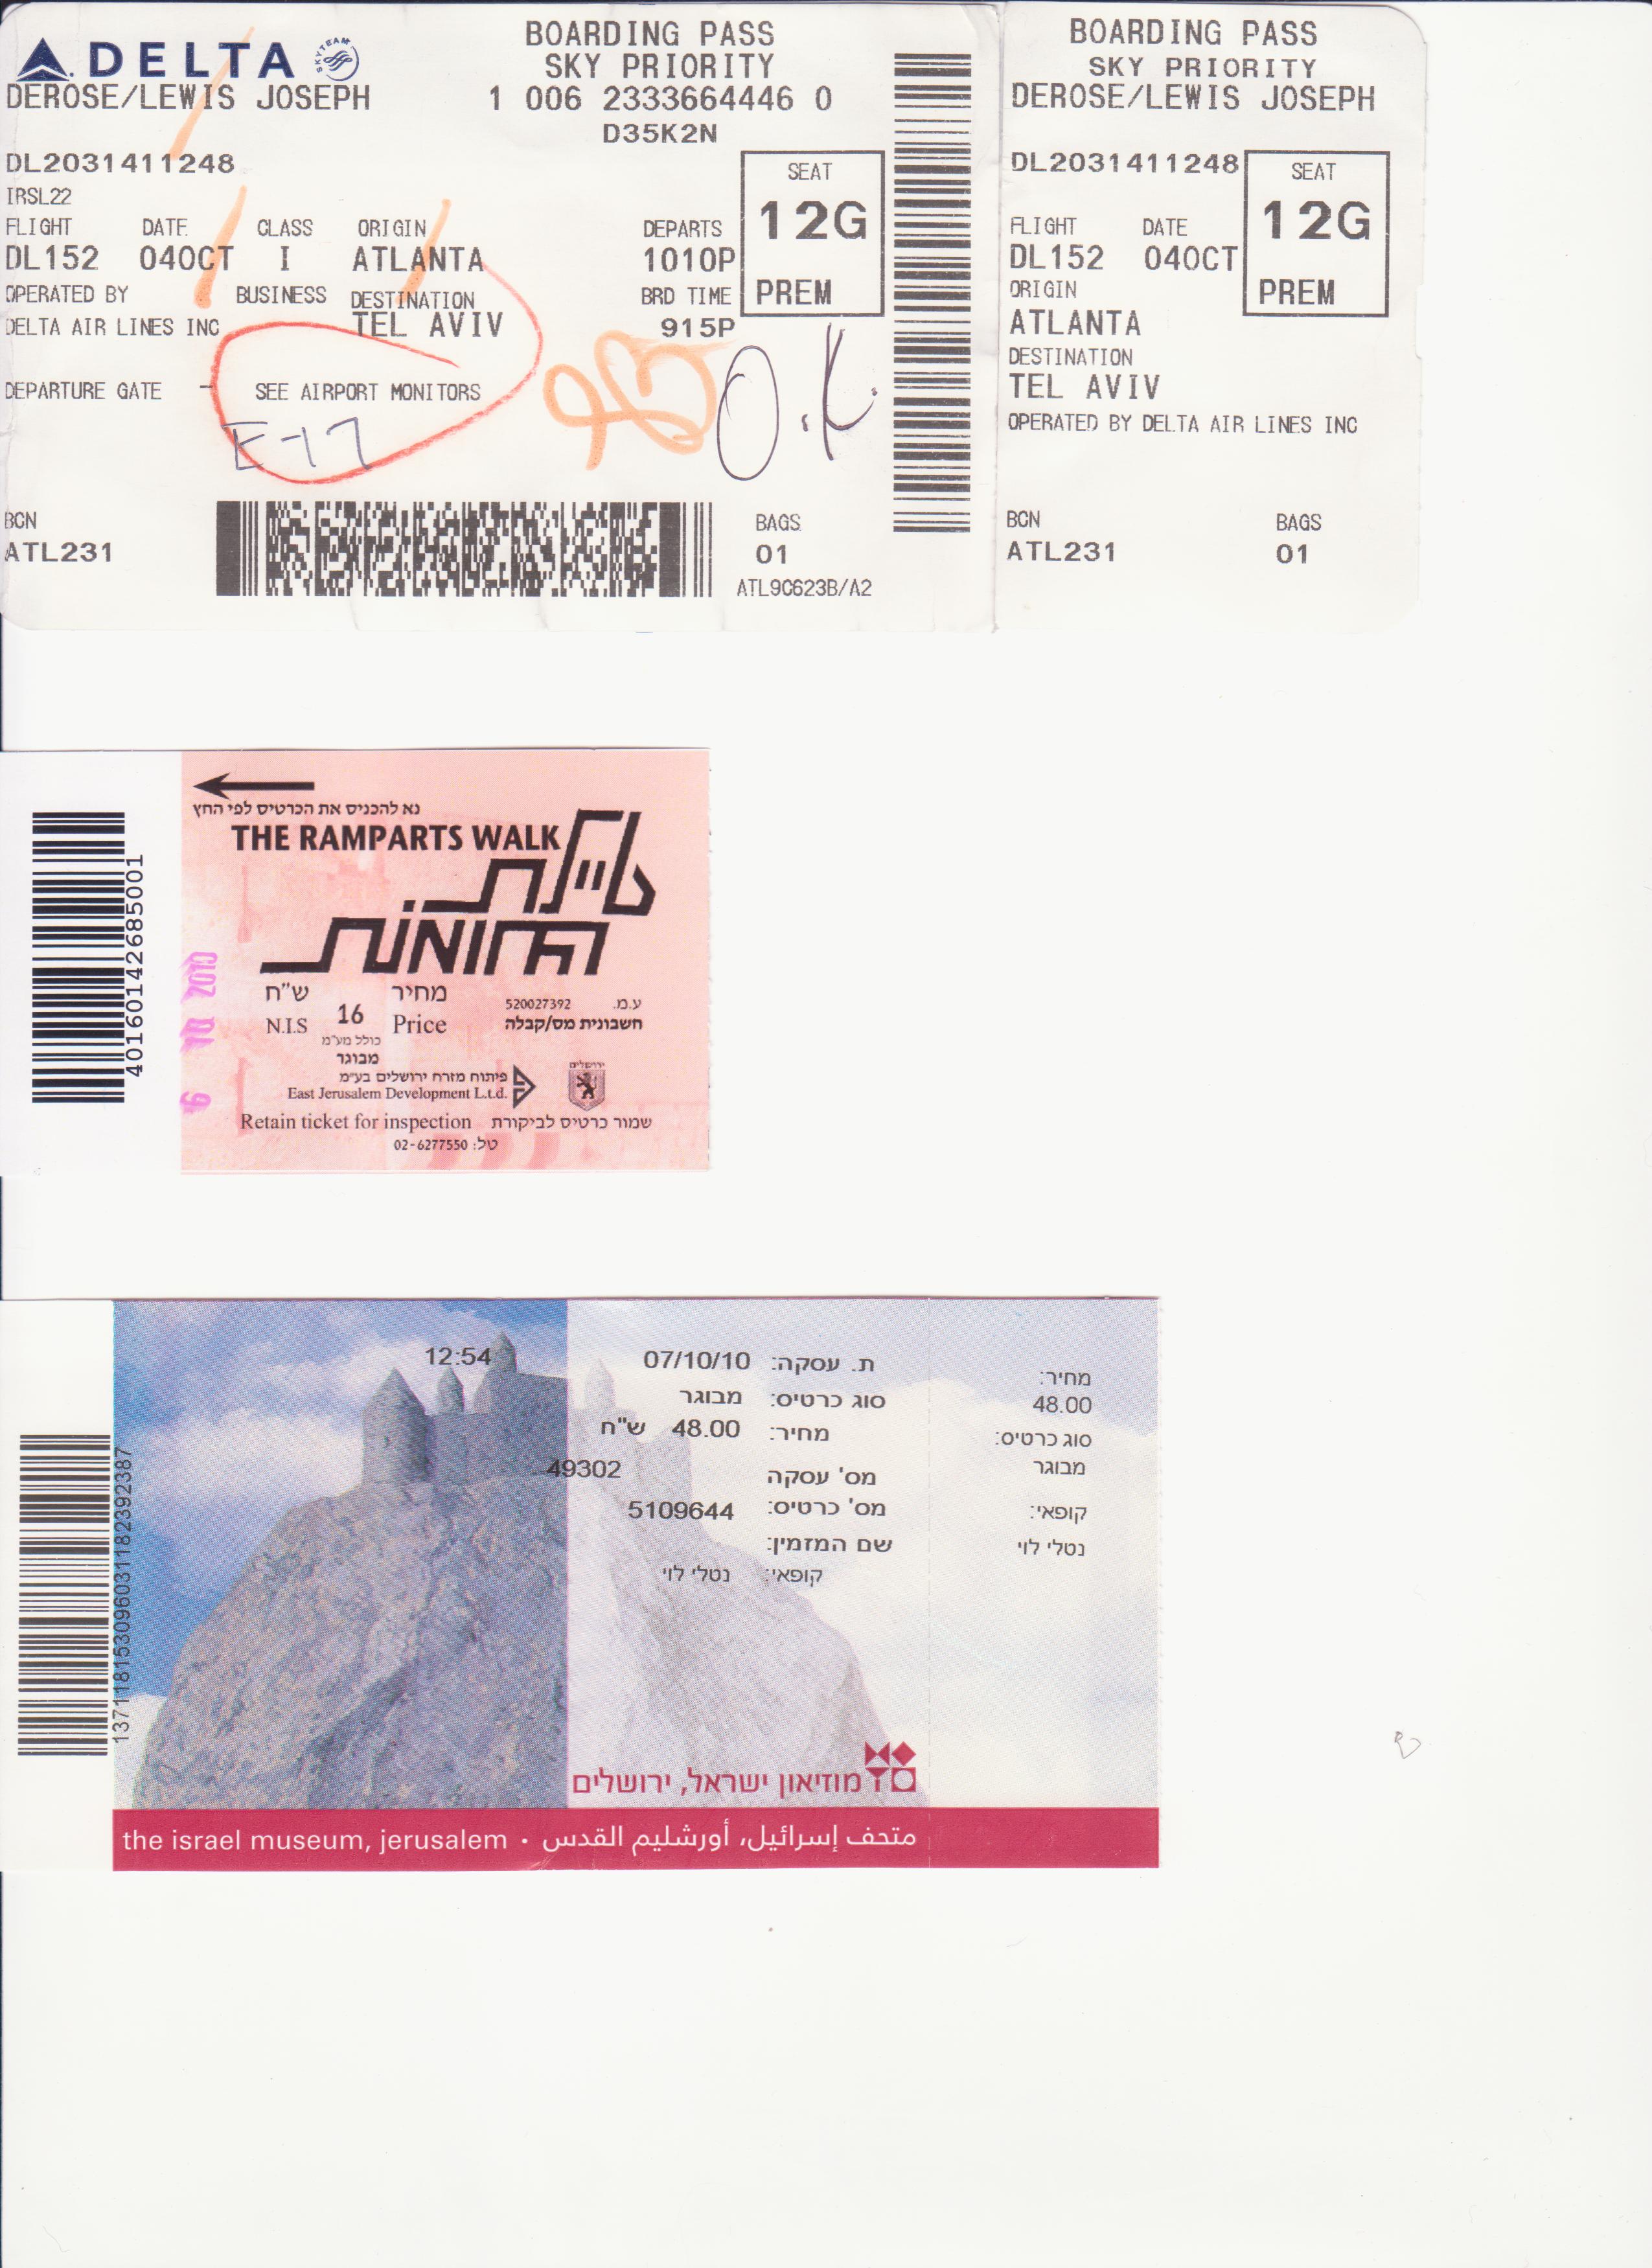 DELTA SKYTEAM
BOARDING PASS
SKY PRIORITY
DEROSE/LEWIS JOSEPH
1 006 2333664446 0
D35K2N
DL2031411248
IRSL22
FLIGHT DATE CLASS ORIGIN DEPARTS
DL152 04OCT I ATLANTA 1010P
OPERATED BY BUSINESS DESTINATION BRD TIME
DELTA AIR LINES INC TEL AVIV 915P
SEAT
12G
PREM
DEPARTURE GATE - SEE AIRPORT MONITORS
E-17
O.K.
BCN
ATL231
BAGS
01
ATL9C623B/A2
BOARDING PASS
SKY PRIORITY
DEROSE/LEWIS JOSEPH
DL2031411248
SEAT
12G
PREM
FLIGHT DATE
DL152 04OCT
ORIGIN
ATLANTA
DESTINATION
TEL AVIV
OPERATED BY DELTA AIR LINES INC
BCN BAGS
ATL231 01
40160142685001
6 10 2010
נא להכניס את הכרטיס לפי החץ
THE RAMPARTS WALK
טיילת
החומות
מחיר 16 ש"ח
Price N.I.S
כולל מע"מ
מבוגר
ע.מ. 520027392
חשבונית מס/קבלה
פיתוח מזרח ירושלים בע"מ
East Jerusalem Development L.t.d.
ירושלים
Retain ticket for inspection שמור כרטיס לביקורת
טל: 02-6277550
137118153096031182392387
ת. עסקה: 07/10/10 12:54
סוג כרטיס: מבוגר
מחיר: 48.00 ש"ח
מס' עסקה 49302
מס' כרטיס: 5109644
שם המזמין:
קופאי: נטלי לוי
מחיר:
48.00
סוג כרטיס:
מבוגר
קופאי:
נטלי לוי
מוזיאון ישראל, ירושלים
the israel museum, jerusalem • متحف إسرائيل، أورشليم القدس